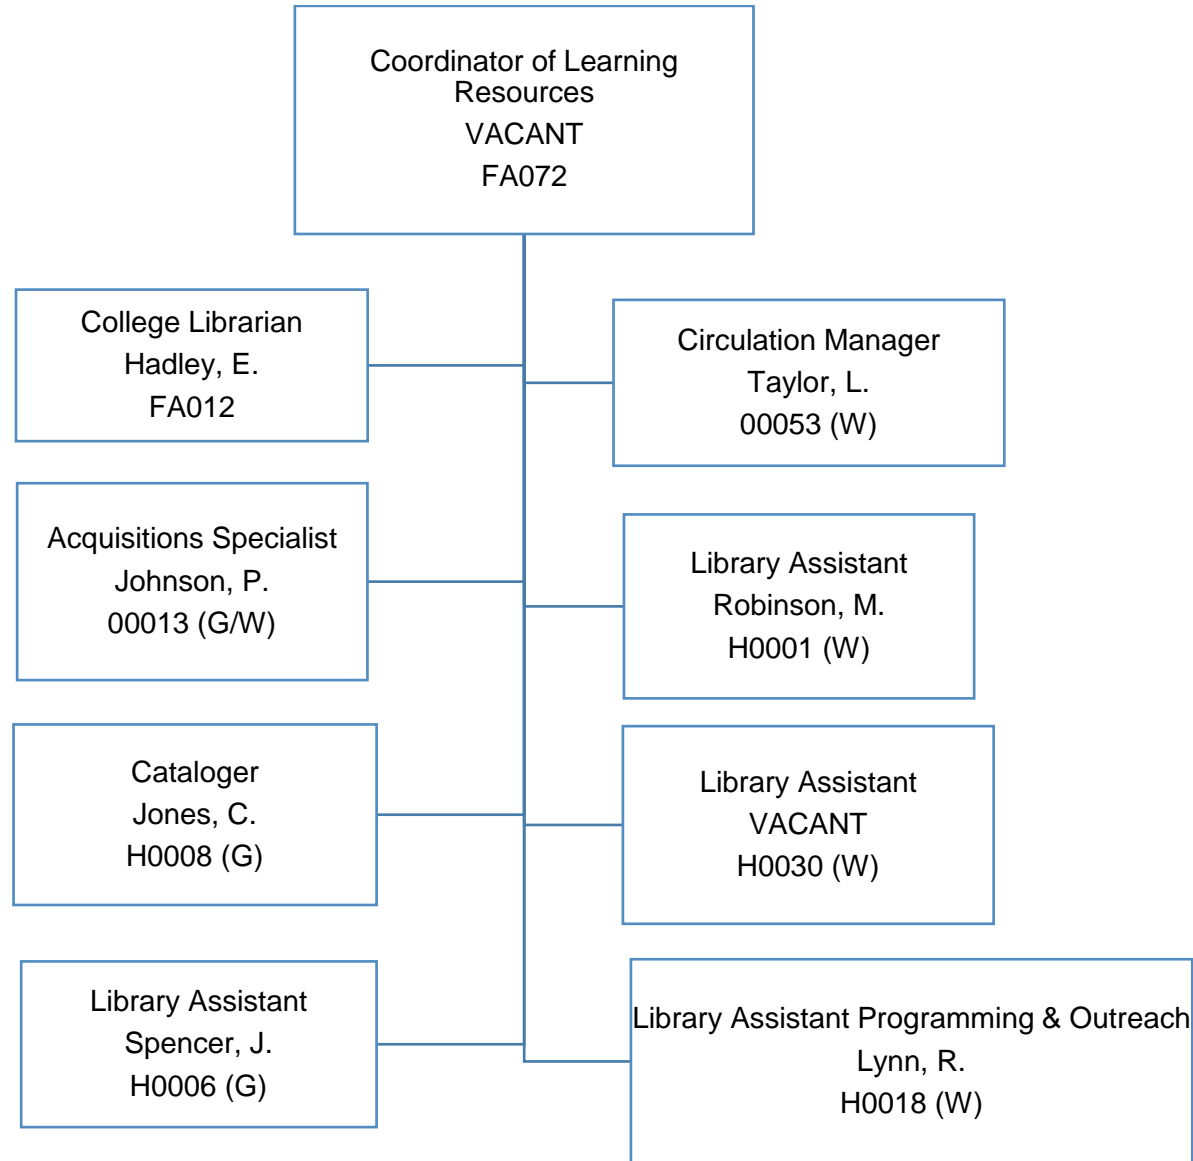 Coordinator of Learning
Resources
VACANT
FA072
College Librarian
Hadley, E.
FA012
Circulation Manager
Taylor, L.
00053 (W)
Acquisitions Specialist
Johnson, P.
00013 (G/W)
Library Assistant
Robinson, M.
H0001 (W)
Cataloger
Jones, C.
H0008 (G)
Library Assistant
VACANT
H0030 (W)
Library Assistant
Spencer, J.
H0006 (G)
Library Assistant Programming & Outreach
Lynn, R.
H0018 (W)